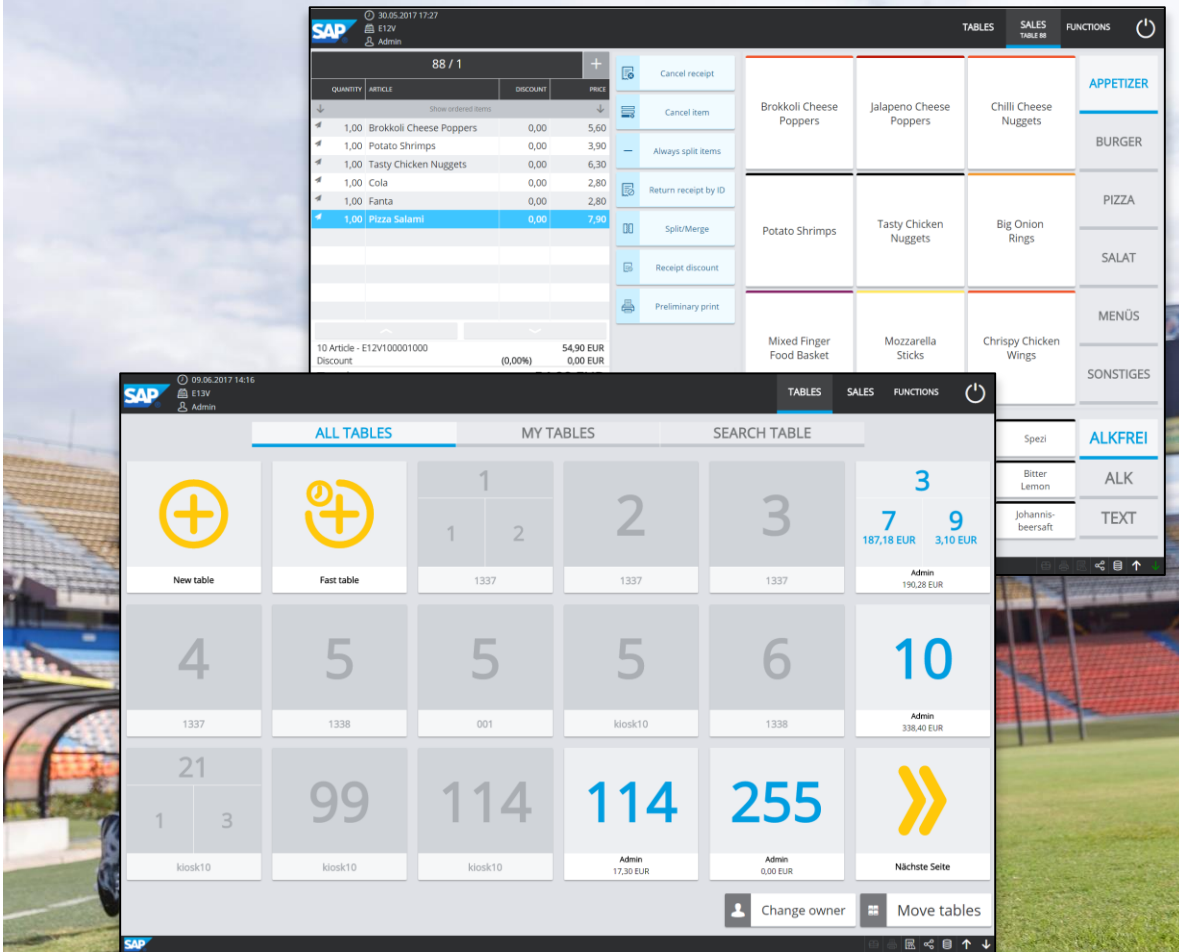 SAP
30.05.2017 17:27
E12V
Admin
TABLES
SALES
TABLE 88
FUNCTIONS
88 / 1
+
QUANTITY ARTICLE DISCOUNT PRICE
Show ordered items
1,00 Brokkoli Cheese Poppers 0,00 5,60
1,00 Potato Shrimps 0,00 3,90
1,00 Tasty Chicken Nuggets 0,00 6,30
1,00 Cola 0,00 2,80
1,00 Fanta 0,00 2,80
1,00 Pizza Salami 0,00 7,90
10 Article - E12V100001000 54,90 EUR
Discount (0,00%) 0,00 EUR
Cancel receipt
Cancel item
Always split items
Return receipt by ID
Split/Merge
Receipt discount
Preliminary print
Brokkoli Cheese
Poppers
Jalapeno Cheese
Poppers
Chilli Cheese
Nuggets
Potato Shrimps
Tasty Chicken
Nuggets
Big Onion
Rings
Mixed Finger
Food Basket
Mozzarella
Sticks
Chrispy Chicken
Wings
APPETIZER
BURGER
PIZZA
SALAT
MENÜS
SONSTIGES
Spezi
Bitter
Lemon
Johannis-
beersaft
ALKFREI
ALK
TEXT
SAP
09.06.2017 14:16
E13V
Admin
TABLES
SALES
FUNCTIONS
ALL TABLES
MY TABLES
SEARCH TABLE
New table
Fast table
1
1 2
1337
2
1337
3
1337
3
7 9
187,18 EUR 3,10 EUR
Admin
190,28 EUR
4
1337
5
1338
5
001
5
kiosk10
6
1338
10
Admin
338,40 EUR
21
1 3
kiosk10
99
kiosk10
114
kiosk10
114
Admin
17,30 EUR
255
Admin
0,00 EUR
Nächste Seite
Change owner
Move tables
SAP